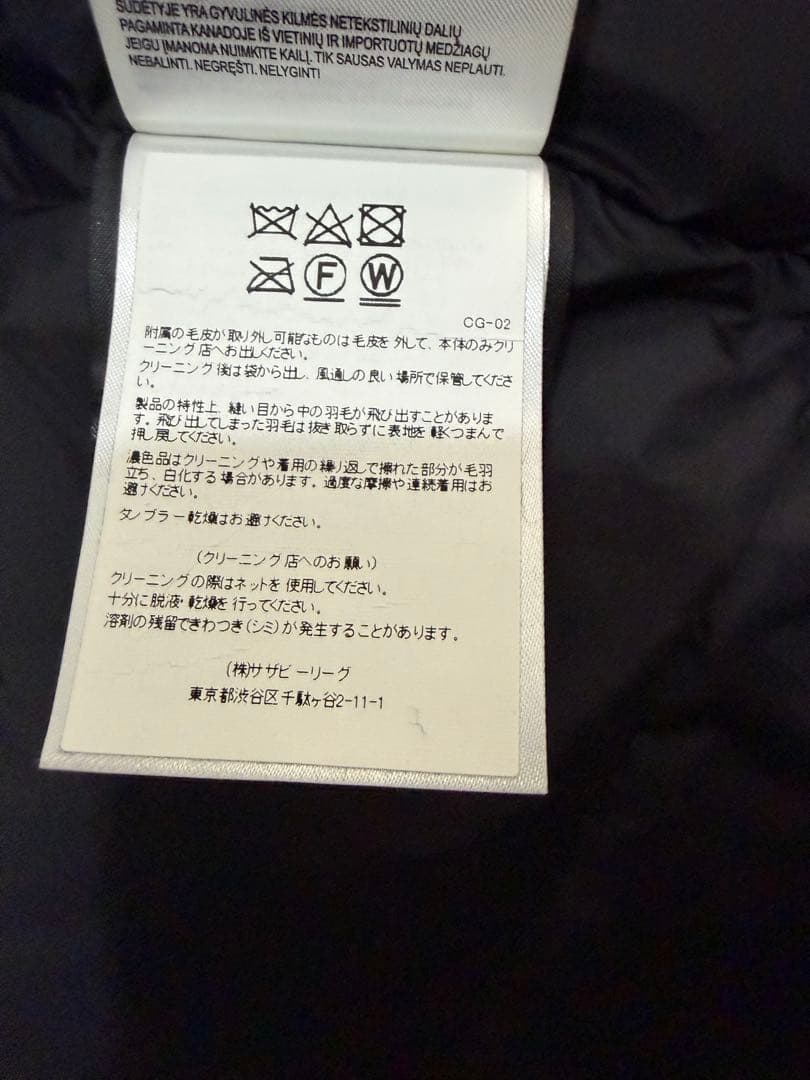 SUDĖTYJE YRA GYVULINĖS KILMĖS NETEKSTILINIŲ DALIŲ
PAGAMINTA KANADOJE IŠ VIETINIŲ IR IMPORTUOTŲ MEDŽIAGŲ
JEIGU ĮMANOMA NUIMKITE KAILĮ. TIK SAUSAS VALYMAS NEPLAUTI.
NEBALINTI. NEGRĘŠTI. NELYGINTI
F W
CG-02
附属の毛皮が取り外し可能なものは毛皮を外して、本体のみクリ
ーニング店へお出しください。
クリーニング後は袋から出し、風通しの良い場所で保管してくださ
い。
製品の特性上、縫い目から中の羽毛が飛び出すことがありま
す。飛び出してしまった羽毛は抜き取らずに表地を軽くつまんで
押し戻してください。
濃色品はクリーニングや着用の繰り返しで擦れた部分が毛羽
立ち、白化する場合があります。過度な摩擦や連続着用はお
避けください。
タンブラー乾燥はお避けください。
(クリーニング店へのお願い)
クリーニングの際はネットを使用してください。
十分に脱液・乾燥を行ってください。
溶剤の残留できわつき(シミ)が発生することがあります。
(株)サザビーリーグ
東京都渋谷区千駄ヶ谷2-11-1